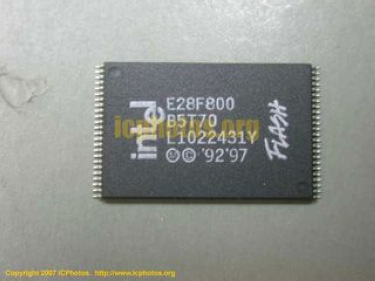 intel
E28F800
B5T70
L1022431Y
Ⓜ Ⓒ '92'97
FLASH
icphotos.org
Copyright 2007 ICPhotos. http://www.icphotos.org